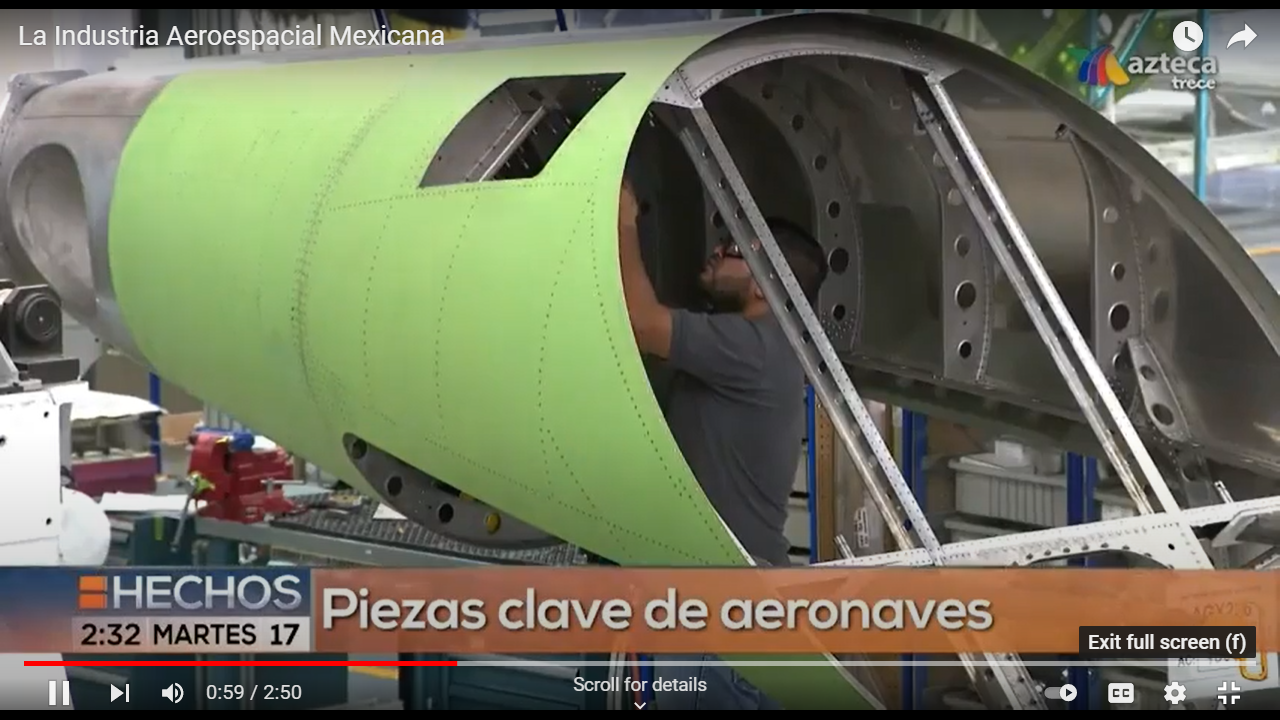 La Industria Aeroespacial Mexicana
azteca
trece
HECHOS
2:32 MARTES 17
Piezas clave de aeronaves
Exit full screen (f)
0:59 / 2:50
Scroll for details
CC